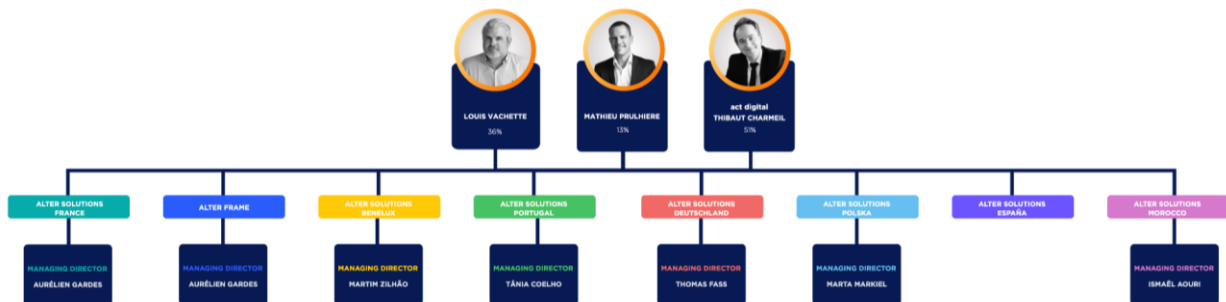 LOUIS VACHETTE
36%
MATHIEU PRULHIERE
13%
act digital
THIBAUT CHARMEIL
51%
ALTER SOLUTIONS
FRANCE
ALTER FRAME
ALTER SOLUTIONS
BENELUX
ALTER SOLUTIONS
PORTUGAL
ALTER SOLUTIONS
DEUTSCHLAND
ALTER SOLUTIONS
POLSKA
ALTER SOLUTIONS
ESPAÑA
ALTER SOLUTIONS
MOROCCO
MANAGING DIRECTOR
AURÉLIEN GARDES
MANAGING DIRECTOR
AURÉLIEN GARDES
MANAGING DIRECTOR
MARTIM ZILHÃO
MANAGING DIRECTOR
TÂNIA COELHO
MANAGING DIRECTOR
THOMAS FASS
MANAGING DIRECTOR
MARTA MARKIEL
MANAGING DIRECTOR
ISMAËL AOURI